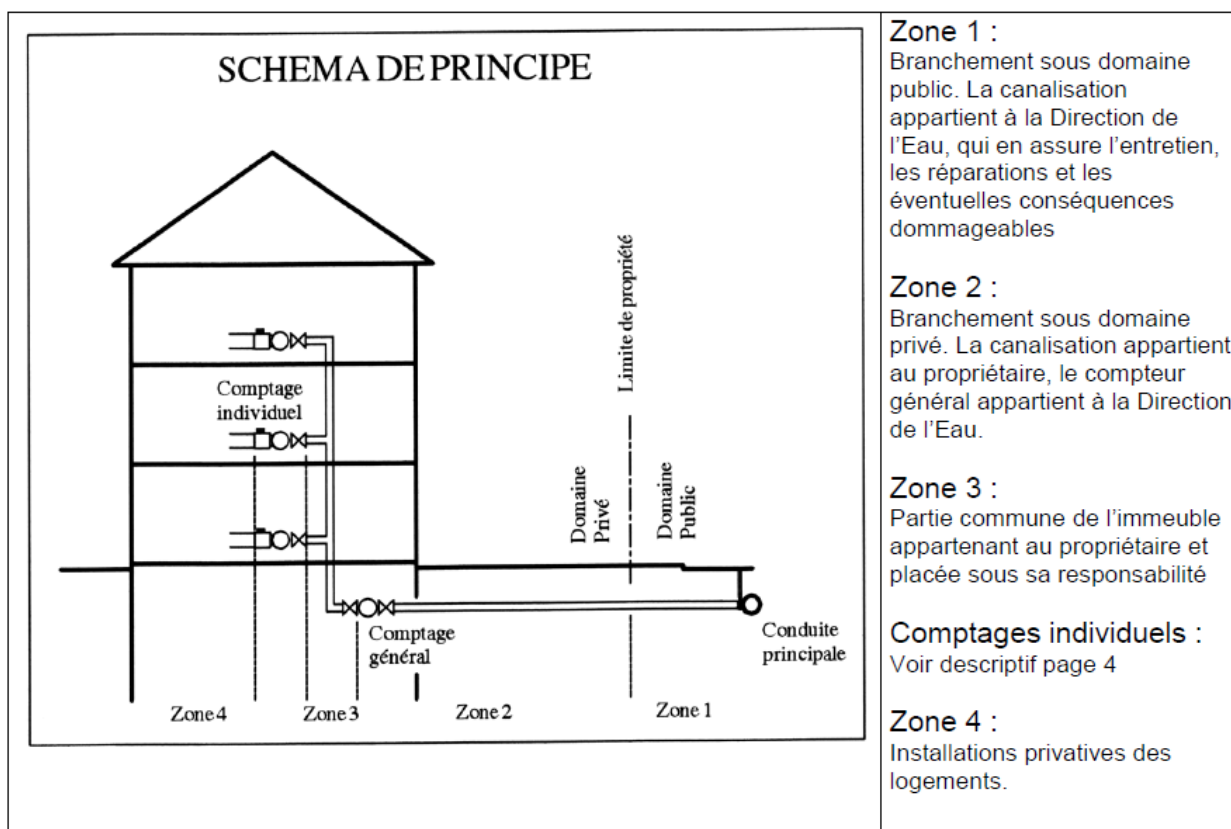 SCHEMA DE PRINCIPE
Limite de propriété
Comptage
individuel
Domaine
Privé
Domaine
Public
Comptage
général
Conduite
principale
Zone 4
Zone 3
Zone 2
Zone 1
Zone 1 :
Branchement sous domaine
public. La canalisation
appartient à la Direction de
l’Eau, qui en assure l’entretien,
les réparations et les
éventuelles conséquences
dommageables
Zone 2 :
Branchement sous domaine
privé. La canalisation appartient
au propriétaire, le compteur
général appartient à la Direction
de l’Eau.
Zone 3 :
Partie commune de l’immeuble
appartenant au propriétaire et
placée sous sa responsabilité
Comptages individuels :
Voir descriptif page 4
Zone 4 :
Installations privatives des
logements.